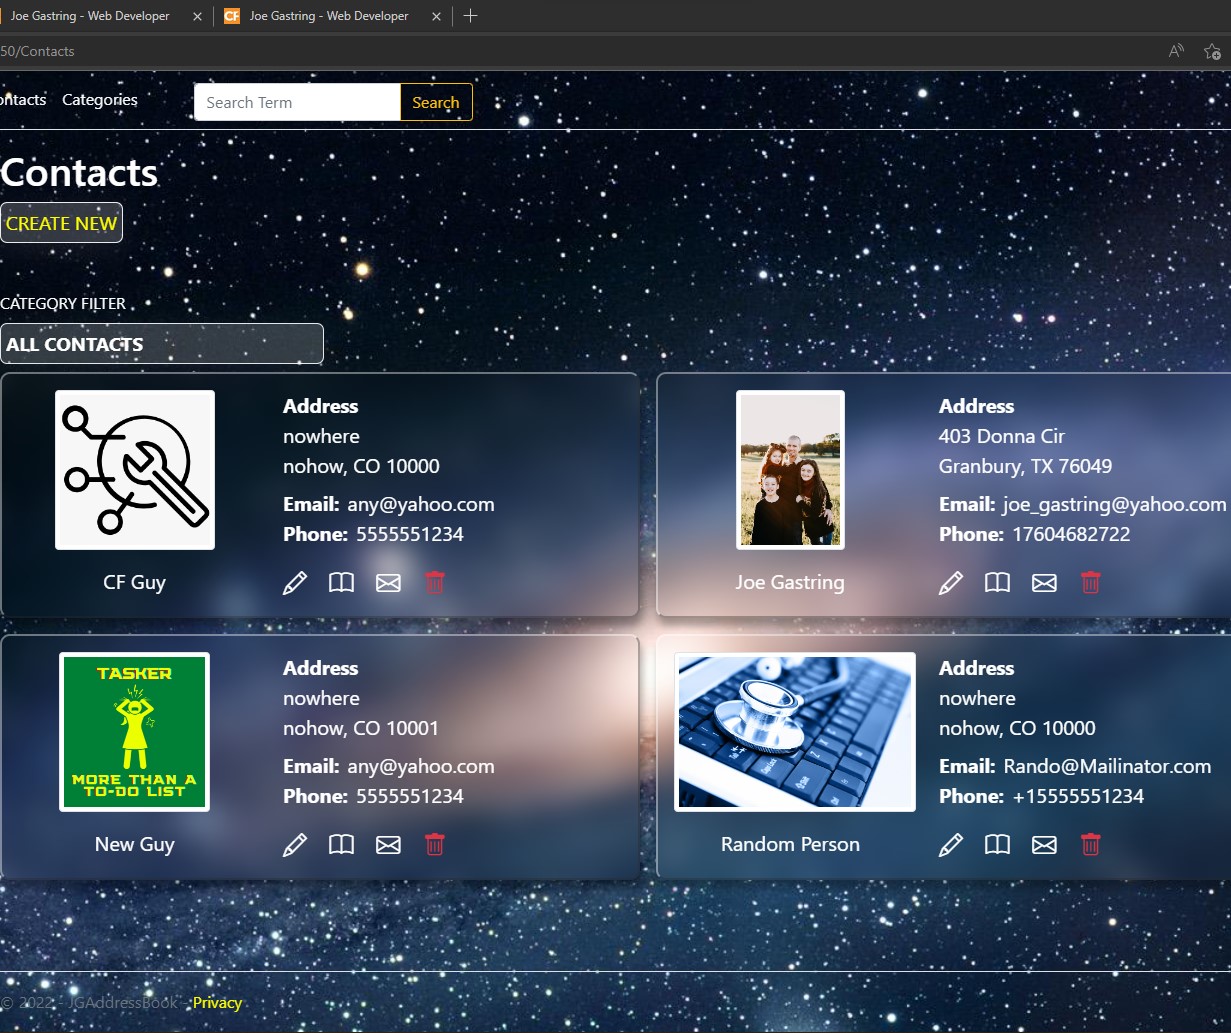 Joe Gastring - Web Developer
CF Joe Gastring - Web Developer
50/Contacts
ontacts Categories Search Term Search
Contacts
CREATE NEW
CATEGORY FILTER
ALL CONTACTS
Address
nowhere
nohow, CO 10000
Email: any@yahoo.com
Phone: 5555551234
CF Guy
Address
403 Donna Cir
Granbury, TX 76049
Email: joe_gastring@yahoo.com
Phone: 17604682722
Joe Gastring
TASKER
MORE THAN A
TO-DO LIST
Address
nowhere
nohow, CO 10001
Email: any@yahoo.com
Phone: 5555551234
New Guy
Address
nowhere
nohow, CO 10000
Email: Rando@Mailinator.com
Phone: +15555551234
Random Person
© 2022 - JGAddressBook - Privacy